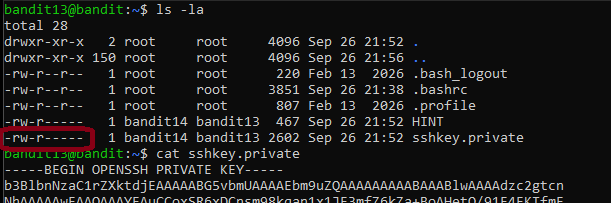 bandit13@bandit:~$ ls -la
total 28
drwxr-xr-x   2 root     root      4096 Sep 26 21:52 .
drwxr-xr-x 150 root     root      4096 Sep 26 21:56 ..
-rw-r--r--   1 root     root       220 Feb 13  2026 .bash_logout
-rw-r--r--   1 root     root      3851 Sep 26 21:38 .bashrc
-rw-r--r--   1 root     root       807 Feb 13  2026 .profile
-rw-r-----   1 bandit14 bandit13  467 Sep 26 21:52 HINT
-rw-r-----   1 bandit14 bandit13 2602 Sep 26 21:52 sshkey.private
bandit13@bandit:~$ cat sshkey.private
-----BEGIN OPENSSH PRIVATE KEY-----
b3BlbnNzaC1rZXktdjEAAAAABG5vbmUAAAAEbm9uZQAAAAAAAAABAAABlwAAAAdzc2gtcn